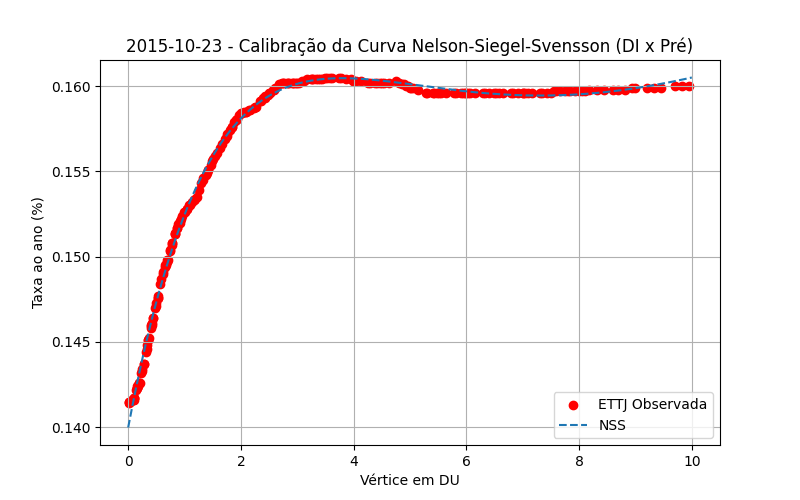 2015-10-23 - Calibração da Curva Nelson-Siegel-Svensson (DI x Pré)
Taxa ao ano (%)
0.160
0.155
0.150
0.145
0.140
ETTJ Observada
NSS
0 2 4 6 8 10
Vértice em DU